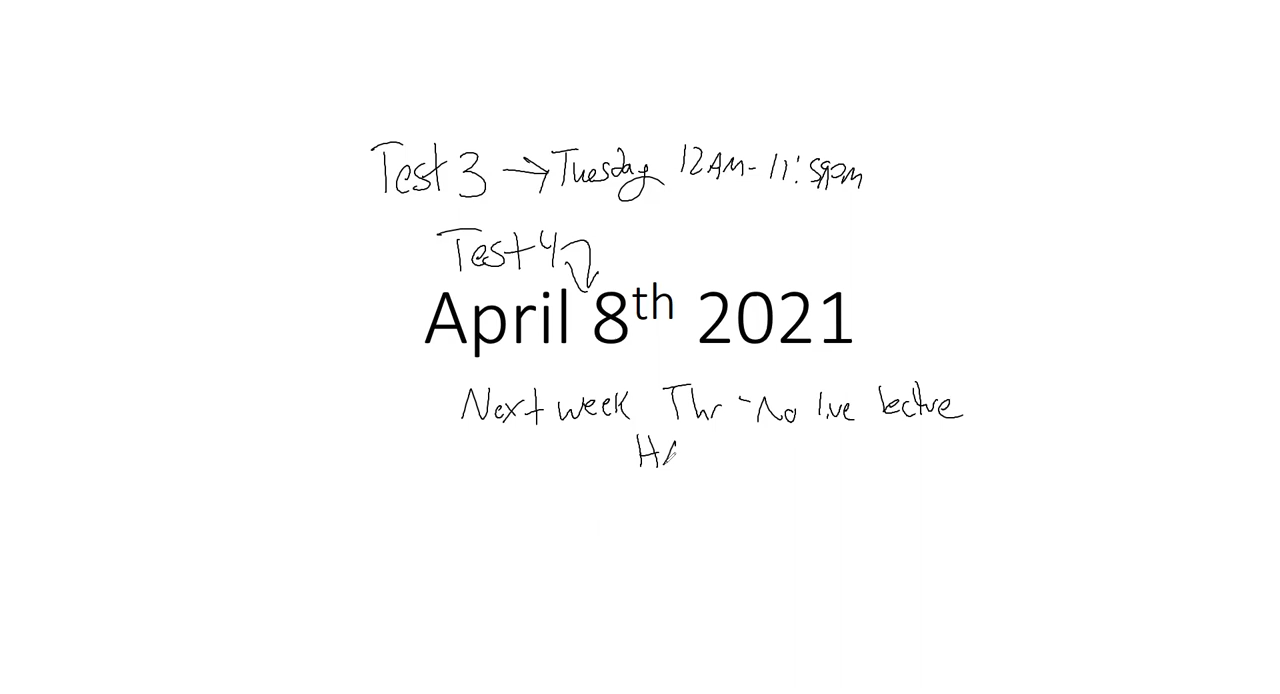 Test 3 → Tuesday 12AM - 11:59PM
Test 4
April 8th 2021
Next week Thr - No live lecture